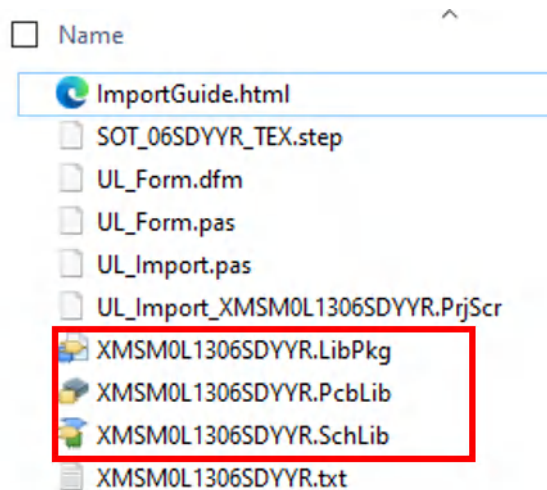 Name
ImportGuide.html
SOT_06SDYYR_TEX.step
UL_Form.dfm
UL_Form.pas
UL_Import.pas
UL_Import_XMSM0L1306SDYYR.PrjScr
XMSM0L1306SDYYR.LibPkg
XMSM0L1306SDYYR.PcbLib
XMSM0L1306SDYYR.SchLib
XMSM0L1306SDYYR.txt